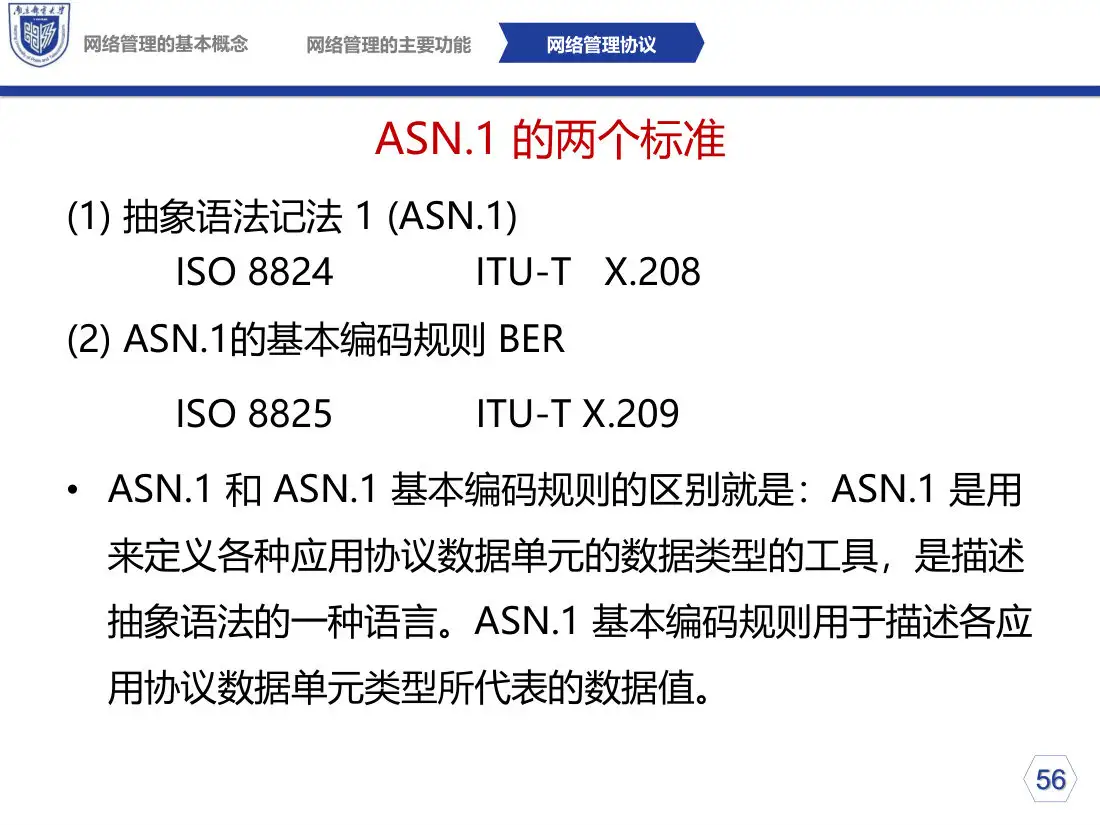 南京邮电大学
网络管理的基本概念 网络管理的主要功能 网络管理协议
ASN.1 的两个标准
(1) 抽象语法记法 1 (ASN.1)
ISO 8824 ITU-T X.208
(2) ASN.1的基本编码规则 BER
ISO 8825 ITU-T X.209
• ASN.1 和 ASN.1 基本编码规则的区别就是：ASN.1 是用
来定义各种应用协议数据单元的数据类型的工具，是描述
抽象语法的一种语言。ASN.1 基本编码规则用于描述各应
用协议数据单元类型所代表的数据值。
56